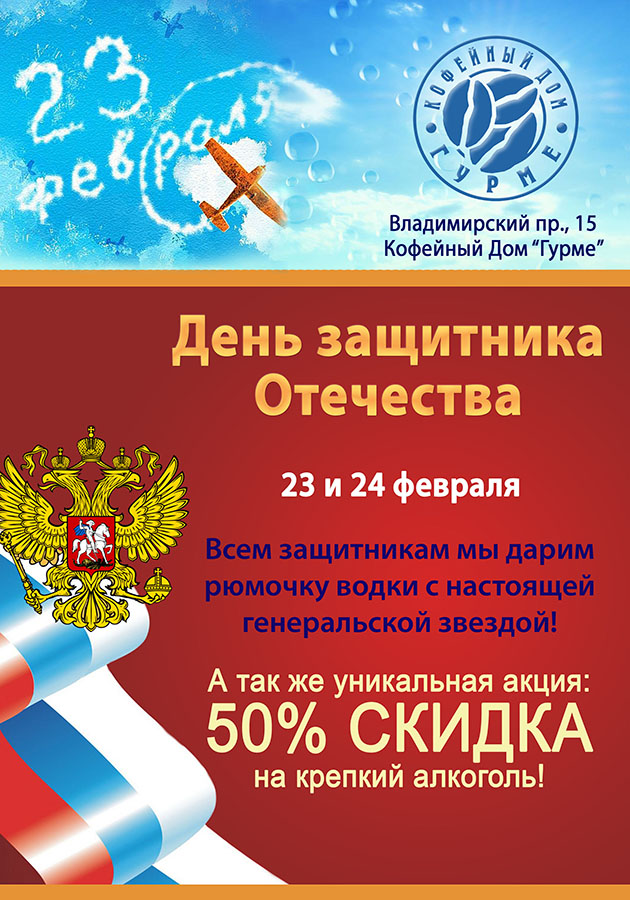 23
февраля
КОФЕЙНЫЙ ДОМ
ГУРМЕ
Владимирский пр., 15
Кофейный Дом “Гурме”
День защитника
Отечества
23 и 24 февраля
Всем защитникам мы дарим
рюмочку водки с настоящей
генеральской звездой!
А так же уникальная акция:
50% СКИДКА
на крепкий алкоголь!